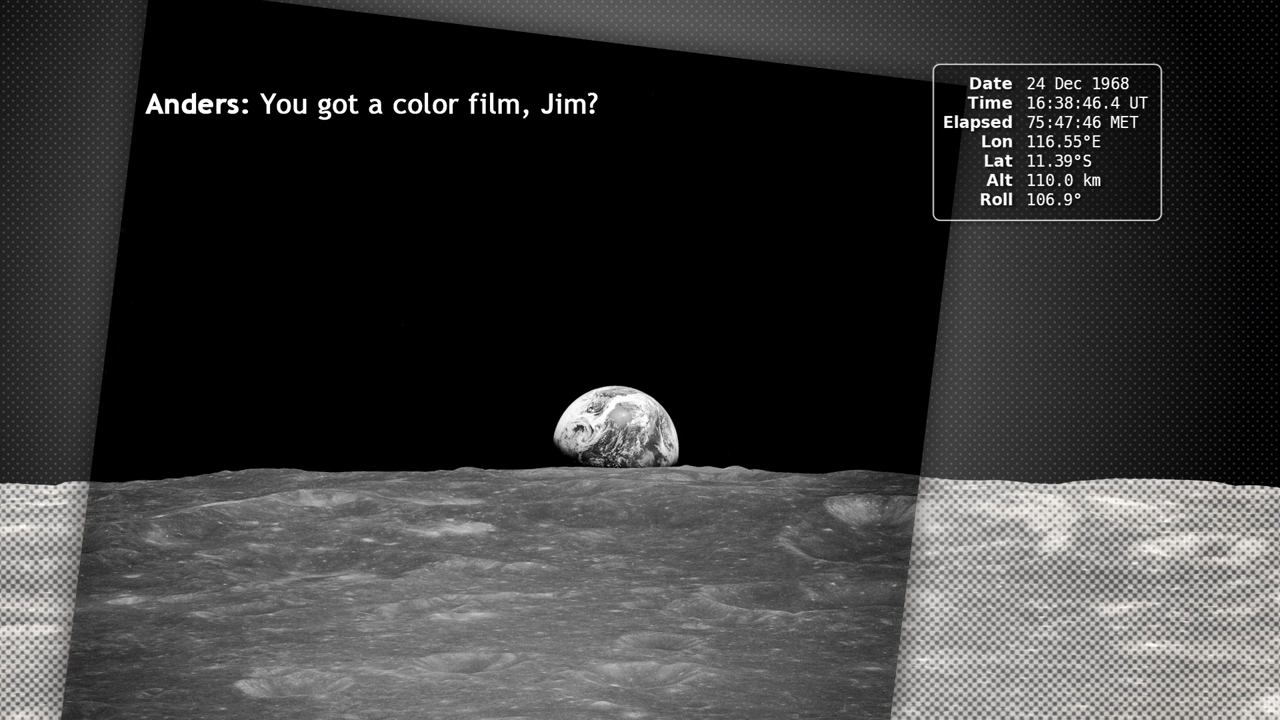 Anders: You got a color film, Jim?
Date 24 Dec 1968
Time 16:38:46.4 UT
Elapsed 75:47:46 MET
Lon 116.55°E
Lat 11.39°S
Alt 110.0 km
Roll 106.9°